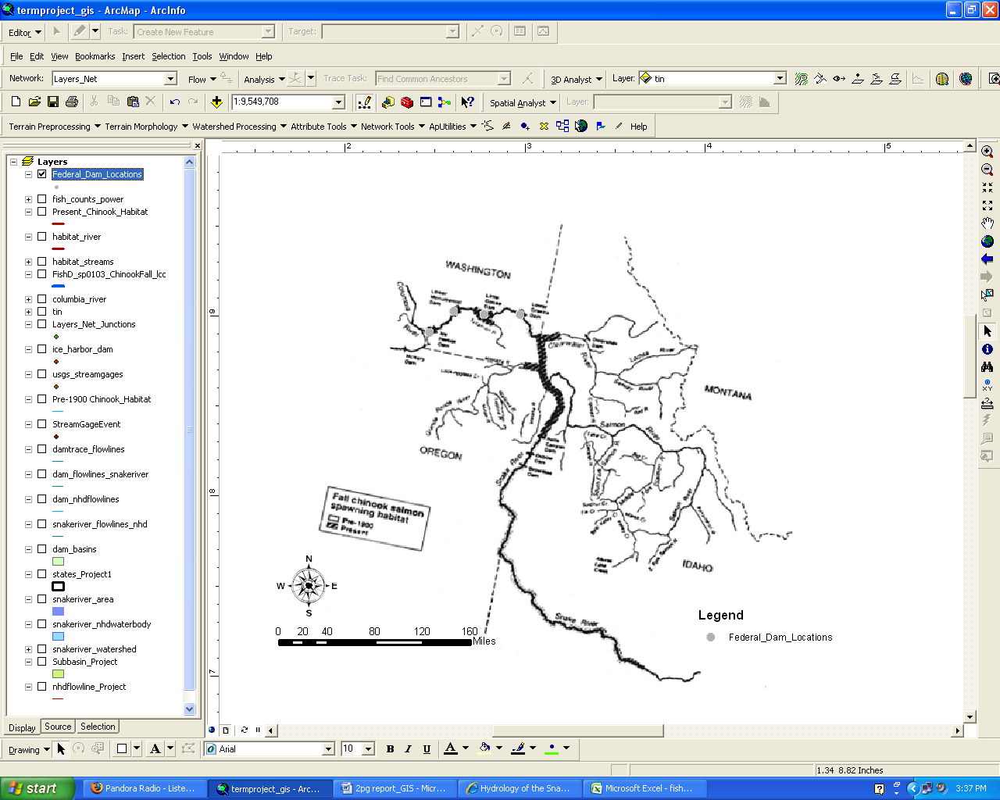 termproject_gis - ArcMap - ArcInfo
Editor Task: Create New Feature Target:
File Edit View Bookmarks Insert Selection Tools Window Help
Network: Layers_Net Flow Analysis Trace Task: Find Common Ancestors 3D Analyst Layer: tin
1:9,549,708 Spatial Analyst Layer:
Terrain Preprocessing Terrain Morphology Watershed Processing Attribute Tools Network Tools ApUtilities Help
Layers
Federal_Dam_Locations
fish_counts_power
Present_Chinook_Habitat
habitat_river
habitat_streams
FishD_sp0103_ChinookFall_lcc
columbia_river
tin
Layers_Net_Junctions
ice_harbor_dam
usgs_streamgages
Pre-1900 Chinook_Habitat
StreamGageEvent
damtrace_flowlines
dam_flowlines_snakeriver
dam_nhdflowlines
snakeriver_flowlines_nhd
dam_basins
states_Project1
snakeriver_area
snakeriver_nhdwaterbody
snakeriver_watershed
Subbasin_Project
nhdflowline_Project
Display Source Selection
2 3 4 5
9
8
7
WASHINGTON
Clearwater
River
Lochsa River
MONTANA
Salmon River
OREGON
Snake River
Fall chinook salmon
spawning habitat
Pre-1900
Present
IDAHO
Snake River
N
W E
S
0 20 40 80 120 160
Miles
Legend
Federal_Dam_Locations
Drawing A Arial 10 B I U A
1.34 8.82 Inches
start Pandora Radio - Liste... termproject_gis - Arc... 2pg report_GIS - Micr... Hydrology of the Sna... Microsoft Excel - fish... 3:37 PM